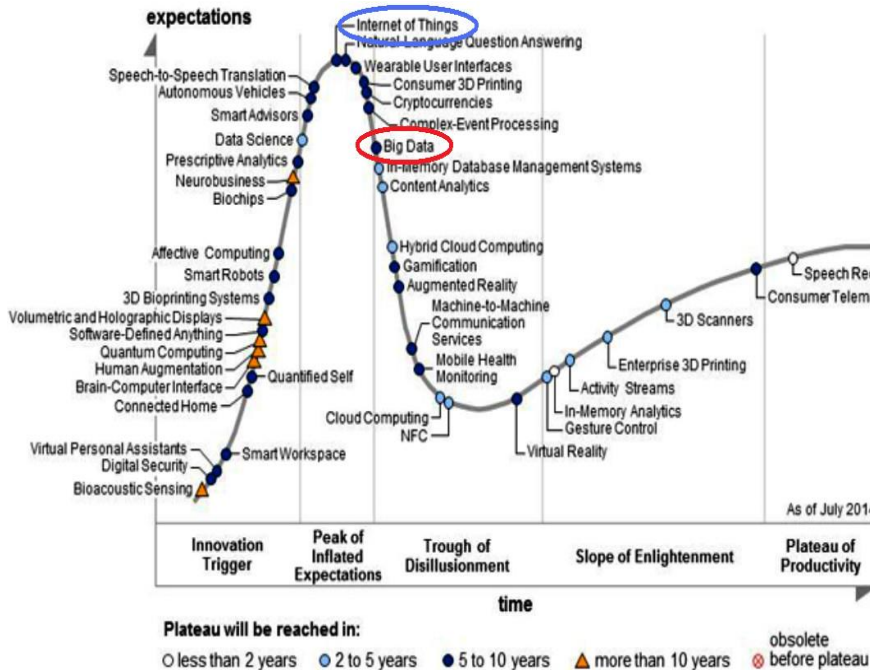 expectations
Internet of Things
Natural-Language Question Answering
Wearable User Interfaces
Speech-to-Speech Translation
Consumer 3D Printing
Autonomous Vehicles
Cryptocurrencies
Smart Advisors
Complex-Event Processing
Data Science
Big Data
Prescriptive Analytics
In-Memory Database Management Systems
Neurobusiness
Content Analytics
Biochips
Hybrid Cloud Computing
Affective Computing
Gamification
Smart Robots
Augmented Reality
3D Bioprinting Systems
Machine-to-Machine
Communication
Services
Volumetric and Holographic Displays
Software-Defined Anything
Quantum Computing
Human Augmentation
Mobile Health
Monitoring
Brain-Computer Interface
Quantified Self
Connected Home
Cloud Computing
NFC
Virtual Personal Assistants
Smart Workspace
Digital Security
Bioacoustic Sensing
Speech Rec
Consumer Telem
3D Scanners
Enterprise 3D Printing
Activity Streams
In-Memory Analytics
Gesture Control
Virtual Reality
As of July 2014
Innovation
Trigger
Peak of
Inflated
Expectations
Trough of
Disillusionment
Slope of Enlightenment
Plateau of
Productivity
time
Plateau will be reached in:
less than 2 years
2 to 5 years
5 to 10 years
more than 10 years
obsolete
before plateau